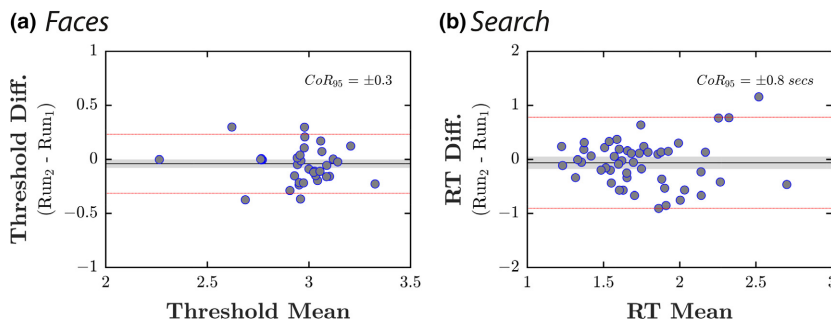 (a) Faces
Threshold Diff.
(Run₂ - Run₁)
1
0.5
0
−0.5
−1
CoR₉₅ = ±0.3
2
2.5
3
3.5
Threshold Mean
(b) Search
RT Diff.
(Run₂ - Run₁)
2
1
0
−1
−2
CoR₉₅ = ±0.8 secs
1
1.5
2
2.5
3
RT Mean